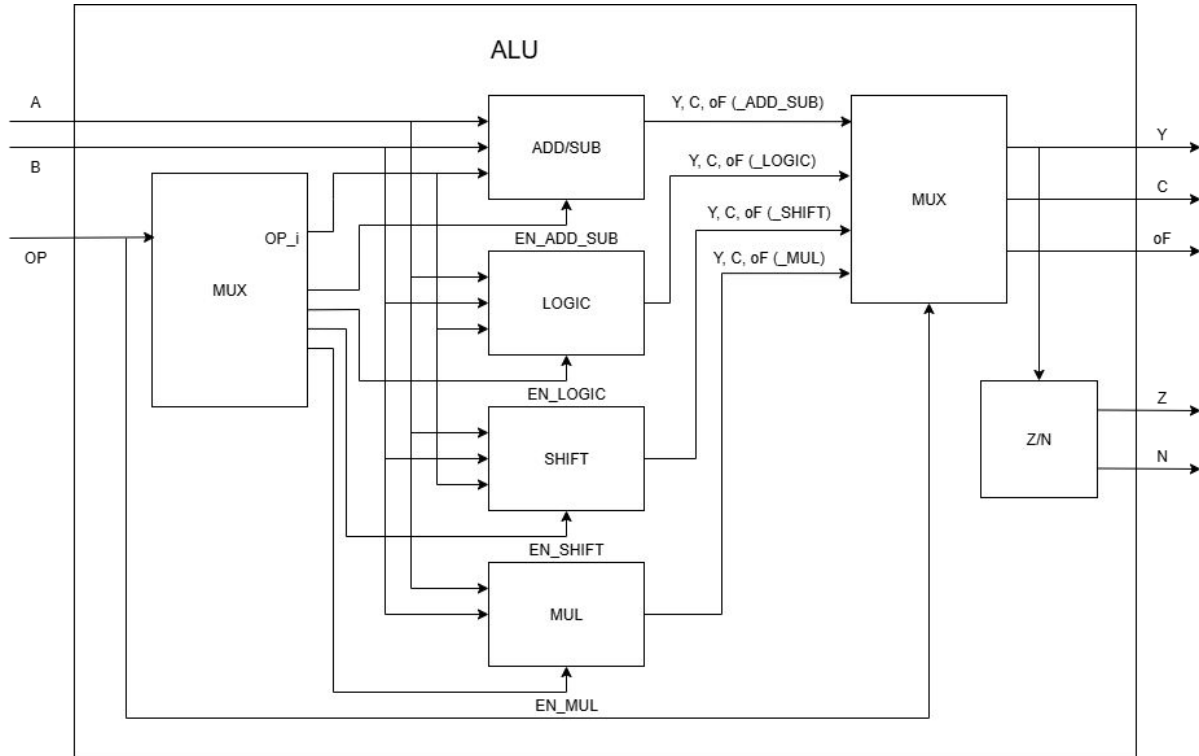 ALU
A
Y, C, oF (_ADD_SUB)
ADD/SUB
Y
B
Y, C, oF (_LOGIC)
C
MUX
Y, C, oF (_SHIFT)
OP_i
EN_ADD_SUB
oF
OP
Y, C, oF (_MUL)
MUX
LOGIC
EN_LOGIC
Z
Z/N
SHIFT
N
EN_SHIFT
MUL
EN_MUL